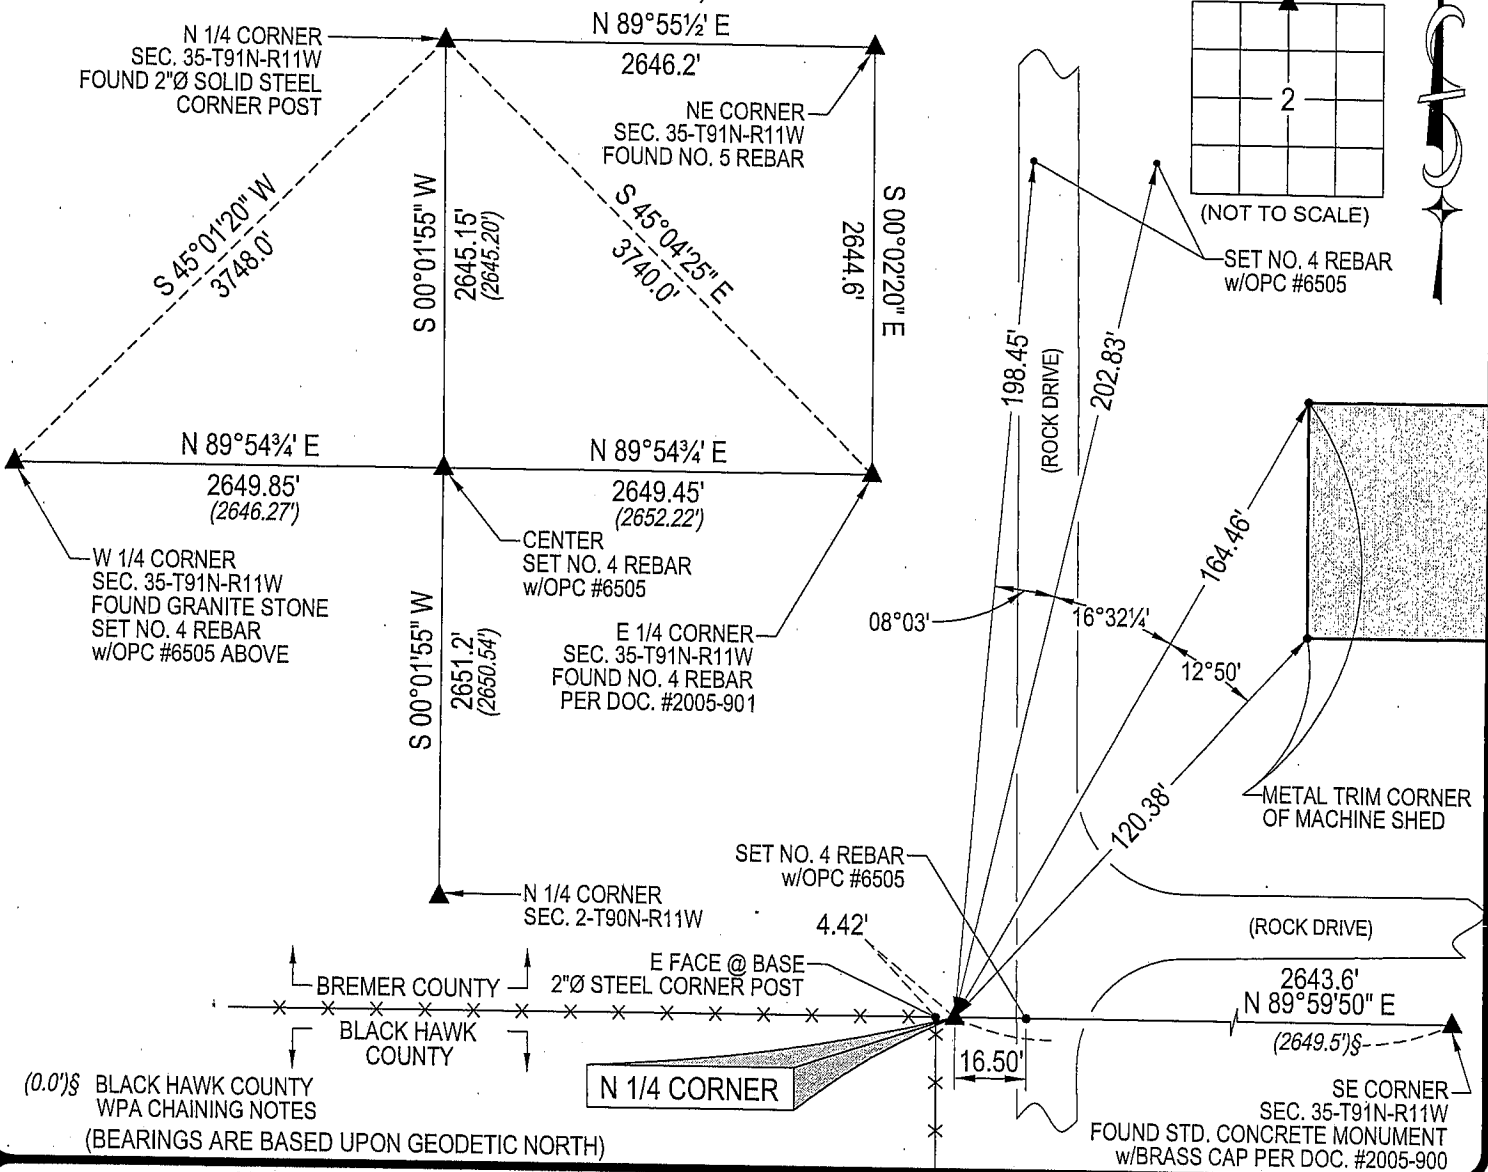 N 1/4 CORNER
SEC. 35-T91N-R11W
FOUND 2"Ø SOLID STEEL
CORNER POST
N 89°55½' E
2646.2'
NE CORNER
SEC. 35-T91N-R11W
FOUND NO. 5 REBAR
2
(NOT TO SCALE)
SET NO. 4 REBAR
w/OPC #6505
S 45°01'20" W
3748.0'
S 00°01'55" W
2645.15'
(2645.20')
S 45°04'25" E
3740.0'
S 00°02'20" E
2644.6'
198.45'
(ROCK DRIVE)
202.83'
164.46'
N 89°54¾' E
2649.85'
(2646.27')
N 89°54¾' E
2649.45'
(2652.22')
W 1/4 CORNER
SEC. 35-T91N-R11W
FOUND GRANITE STONE
SET NO. 4 REBAR
w/OPC #6505 ABOVE
CENTER
SET NO. 4 REBAR
w/OPC #6505
E 1/4 CORNER
SEC. 35-T91N-R11W
FOUND NO. 4 REBAR
PER DOC. #2005-901
S 00°01'55" W
2651.2'
(2650.54')
08°03'
16°32¼'
12°50'
120.38'
METAL TRIM CORNER
OF MACHINE SHED
SET NO. 4 REBAR
w/OPC #6505
N 1/4 CORNER
SEC. 2-T90N-R11W
4.42'
E FACE @ BASE
2"Ø STEEL CORNER POST
(ROCK DRIVE)
BREMER COUNTY
BLACK HAWK
COUNTY
2643.6'
N 89°59'50" E
(2649.5')§
16.50'
N 1/4 CORNER
(0.0')§ BLACK HAWK COUNTY
WPA CHAINING NOTES
(BEARINGS ARE BASED UPON GEODETIC NORTH)
SE CORNER
SEC. 35-T91N-R11W
FOUND STD. CONCRETE MONUMENT
w/BRASS CAP PER DOC. #2005-900